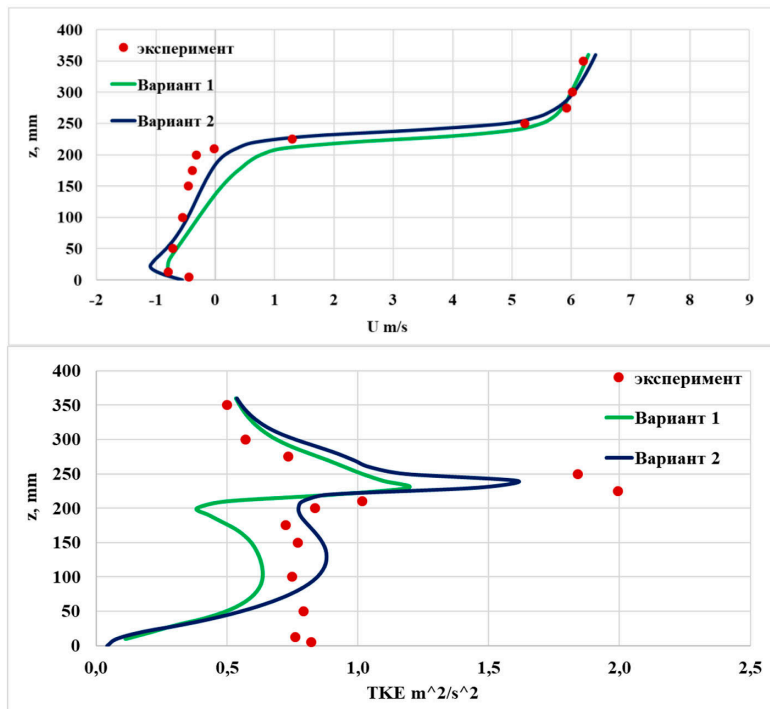 400
350
300
250
200
150
100
50
0
z, mm
эксперимент
Вариант 1
Вариант 2
-2 -1 0 1 2 3 4 5 6 7 8 9
U m/s
400
350
300
250
200
150
100
50
0
z, mm
эксперимент
Вариант 1
Вариант 2
0,0 0,5 1,0 1,5 2,0 2,5
TKE m^2/s^2